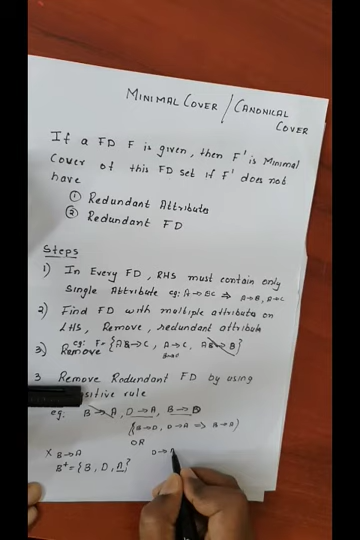 MINIMAL COVER / CANONICAL
COVER
If a FD F is given, then F' is Minimal
Cover of this FD set if F' does not
have
① Redundant Attributes
② Redundant FD
Steps
1) In Every FD, RHS must contain only
Single Attribute eg: A→BC ⇒ A→B, A→C
2) Find FD with multiple attributes on
LHS, Remove, redundant attribute
eg: F= {AB→C, A→C, AB→B}
3) Remove
3 Remove Redundant FD by using
sitive rule
eg: B→A, D→A, B→D
(B→D, D→A ⇒ B→A)
OR
X B→A
D→A
B+ = {B, D, A}